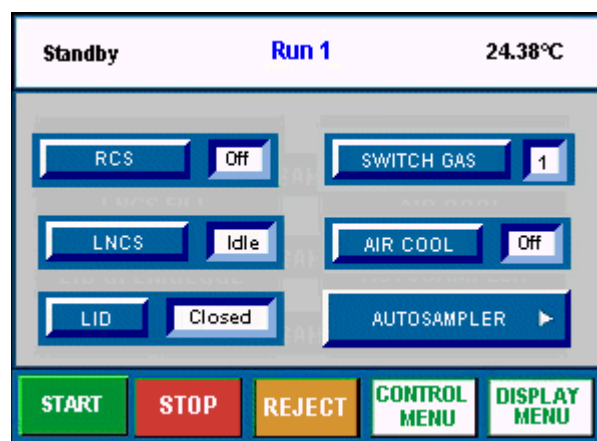 Standby Run 1 24.38°C
RCS Off SWITCH GAS 1
LNCS Idle AIR COOL Off
LID Closed AUTOSAMPLER
START STOP REJECT CONTROL MENU DISPLAY MENU